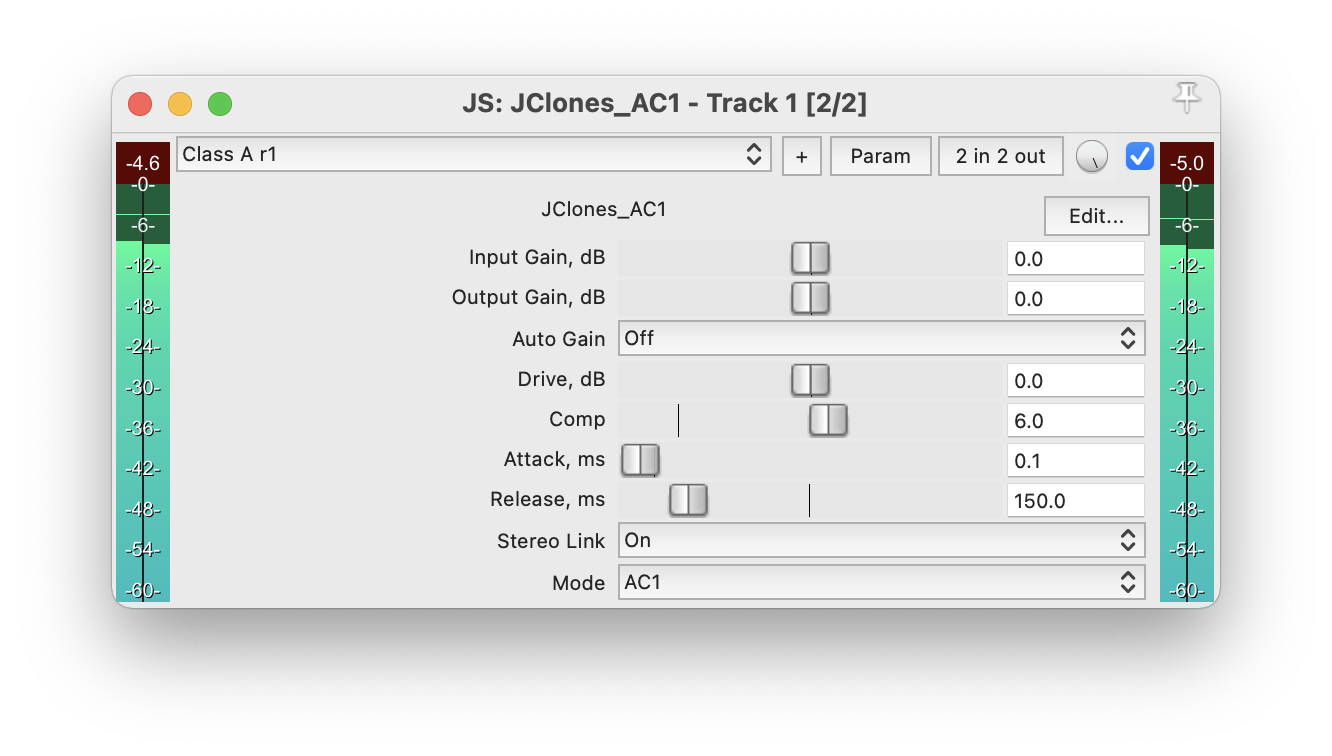 JS: JClones_AC1 - Track 1 [2/2]
-4.6
Class A r1
+
Param
2 in 2 out
-5.0
-0-
-6-
-12-
-18-
-24-
-30-
-36-
-42-
-48-
-54-
-60-
JClones_AC1
Edit...
Input Gain, dB
0.0
Output Gain, dB
0.0
Auto Gain
Off
Drive, dB
0.0
Comp
6.0
Attack, ms
0.1
Release, ms
150.0
Stereo Link
On
Mode
AC1
-0-
-6-
-12-
-18-
-24-
-30-
-36-
-42-
-48-
-54-
-60-